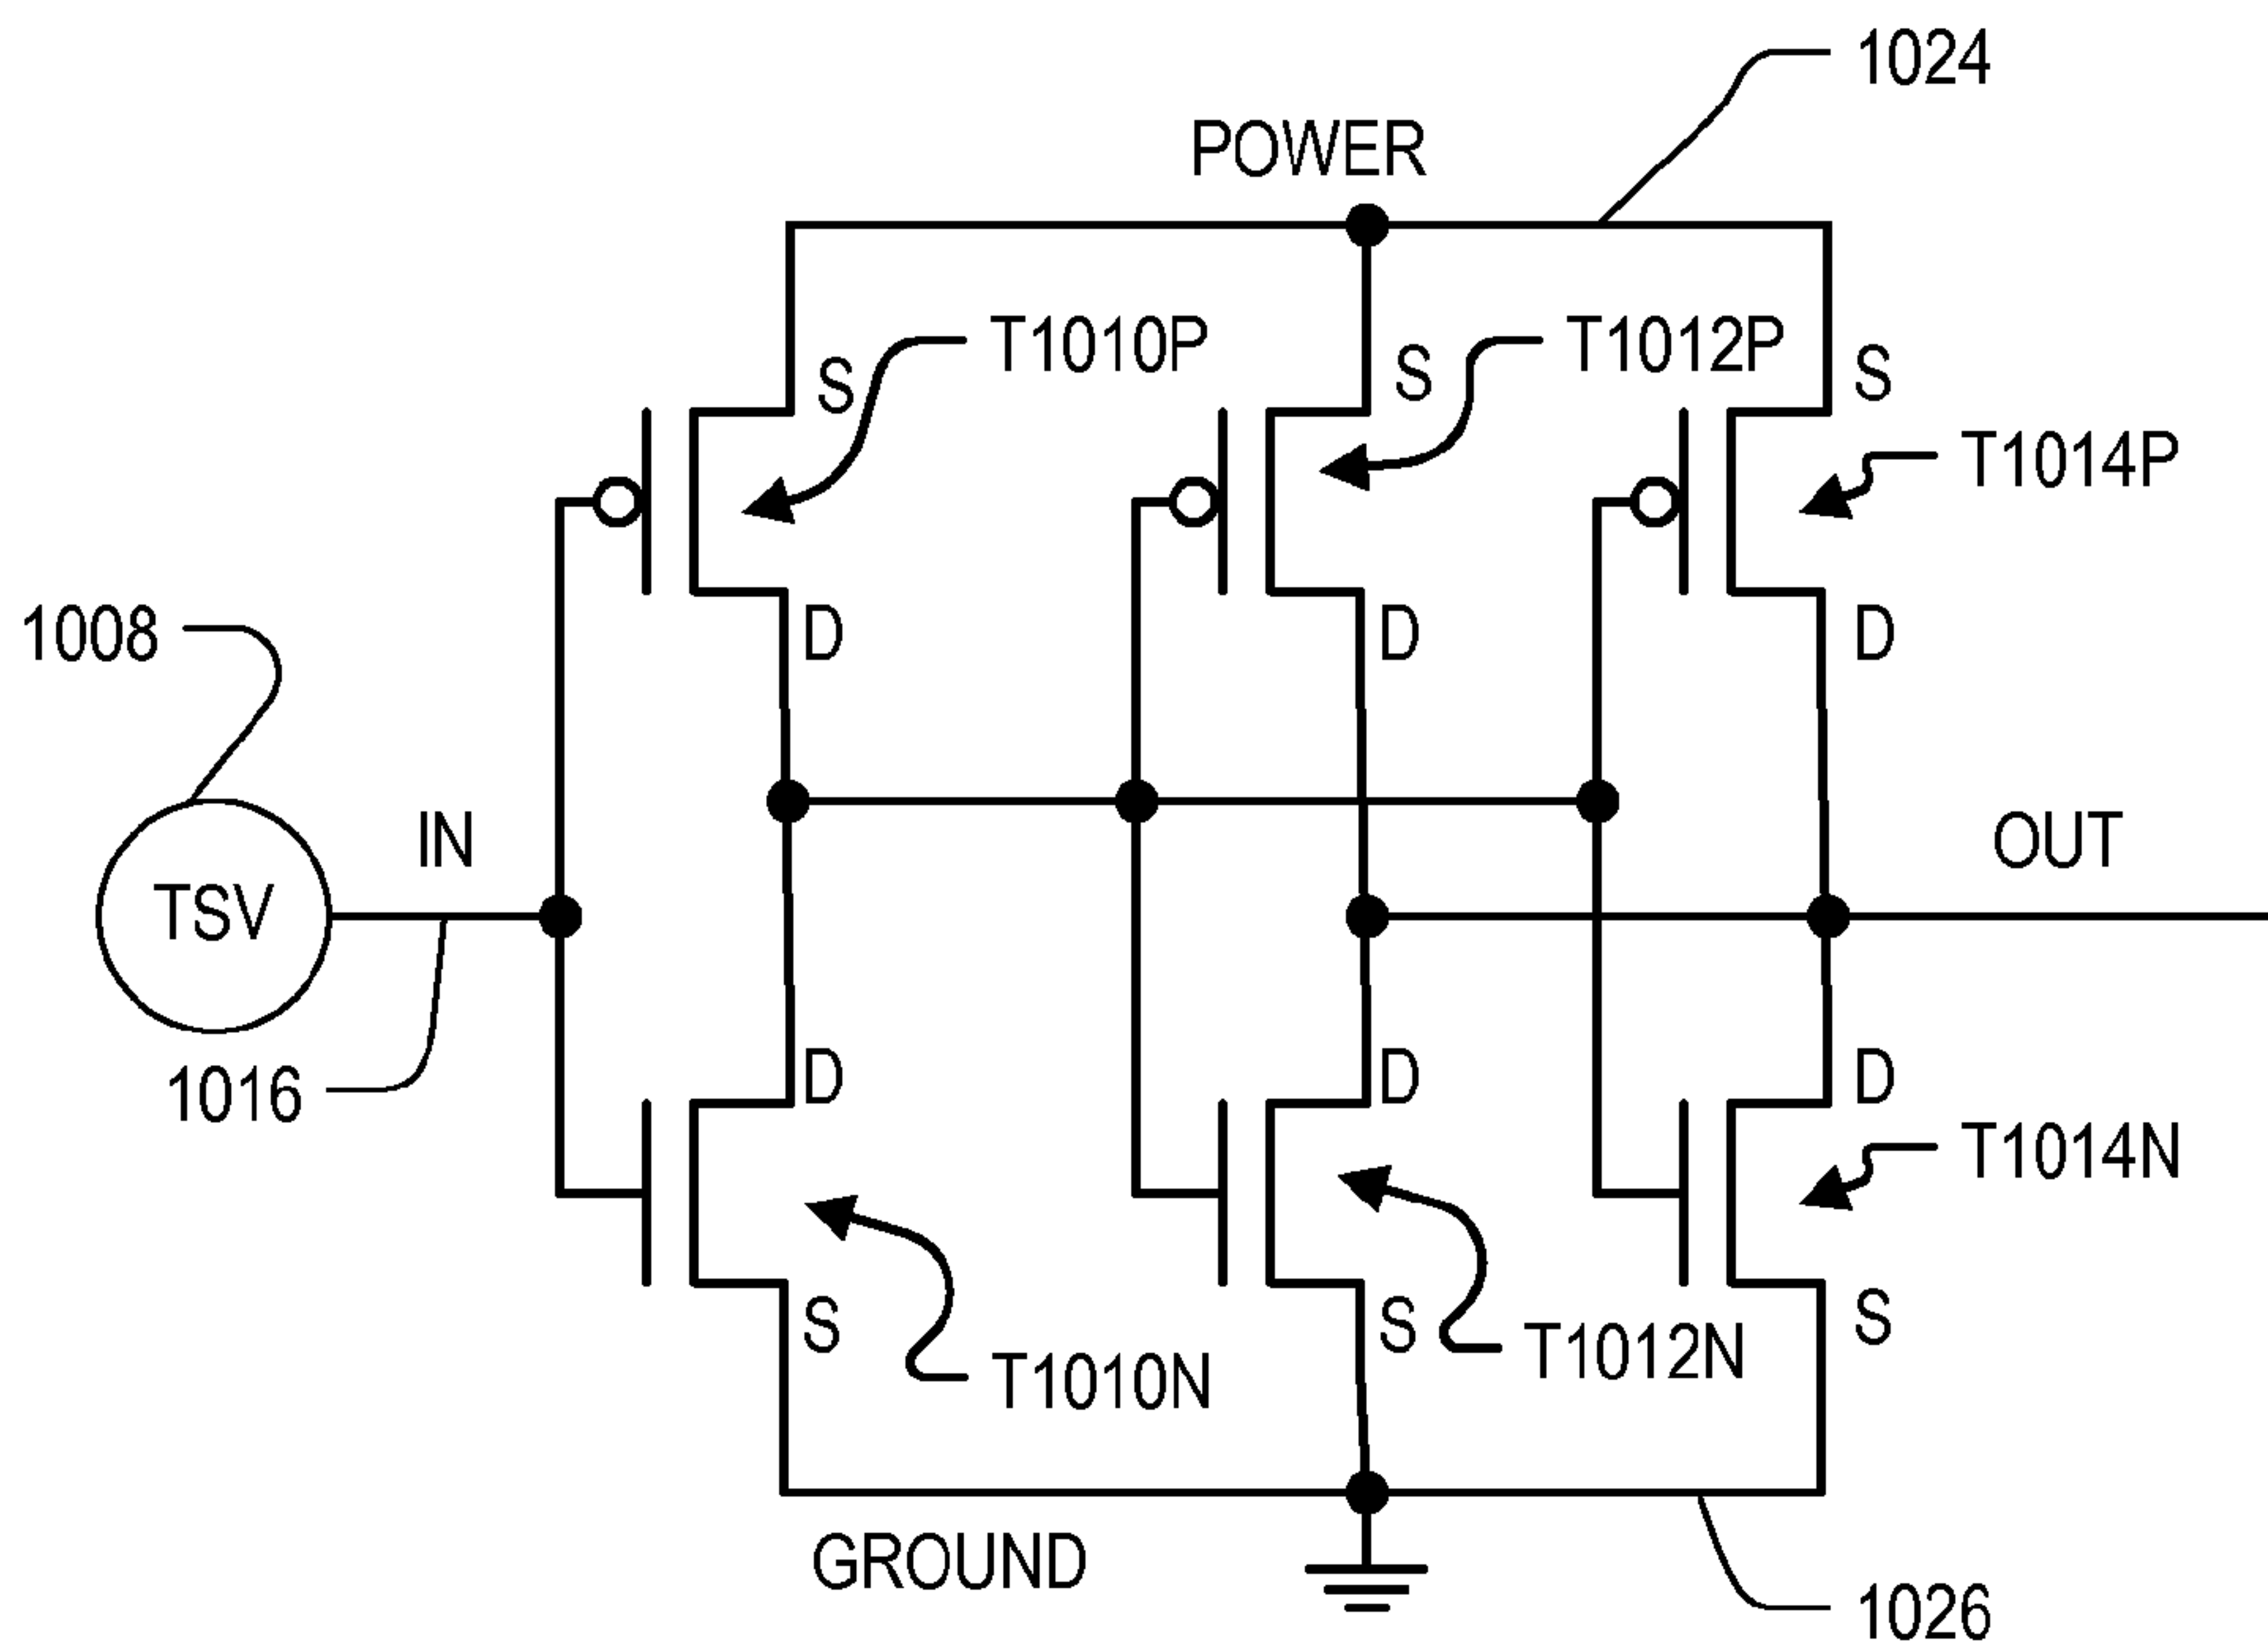 1024
POWER
T1010P
T1012P
S
S
S
T1014P
1008
D
D
D
IN
OUT
TSV
D
D
D
1016
T1014N
S
S
S
T1012N
T1010N
GROUND
1026